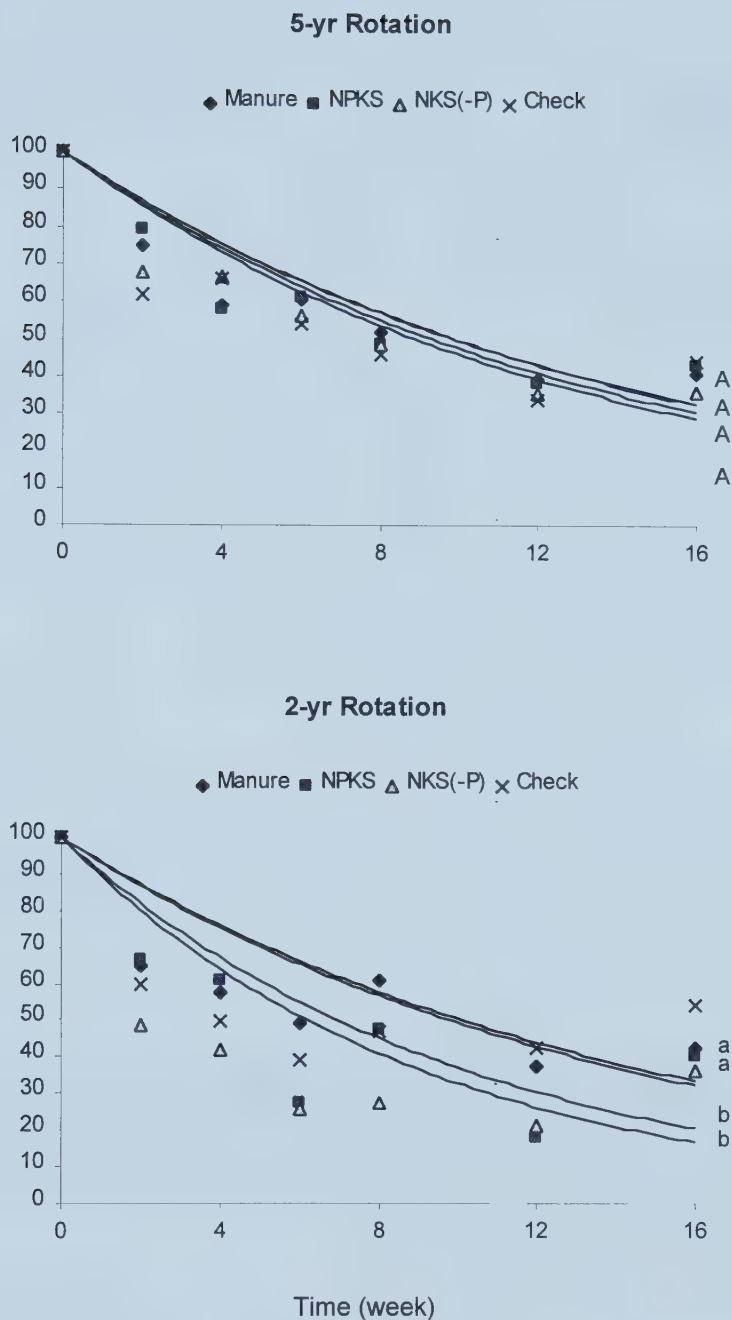 5-yr Rotation
Manure NPKS NKS(-P) Check
100
90
80
70
60
50
40
30
20
10
0
A
A
A
A
0 4 8 12 16
2-yr Rotation
Manure NPKS NKS(-P) Check
100
90
80
70
60
50
40
30
20
10
0
a
a
b
b
0 4 8 12 16
Time (week)